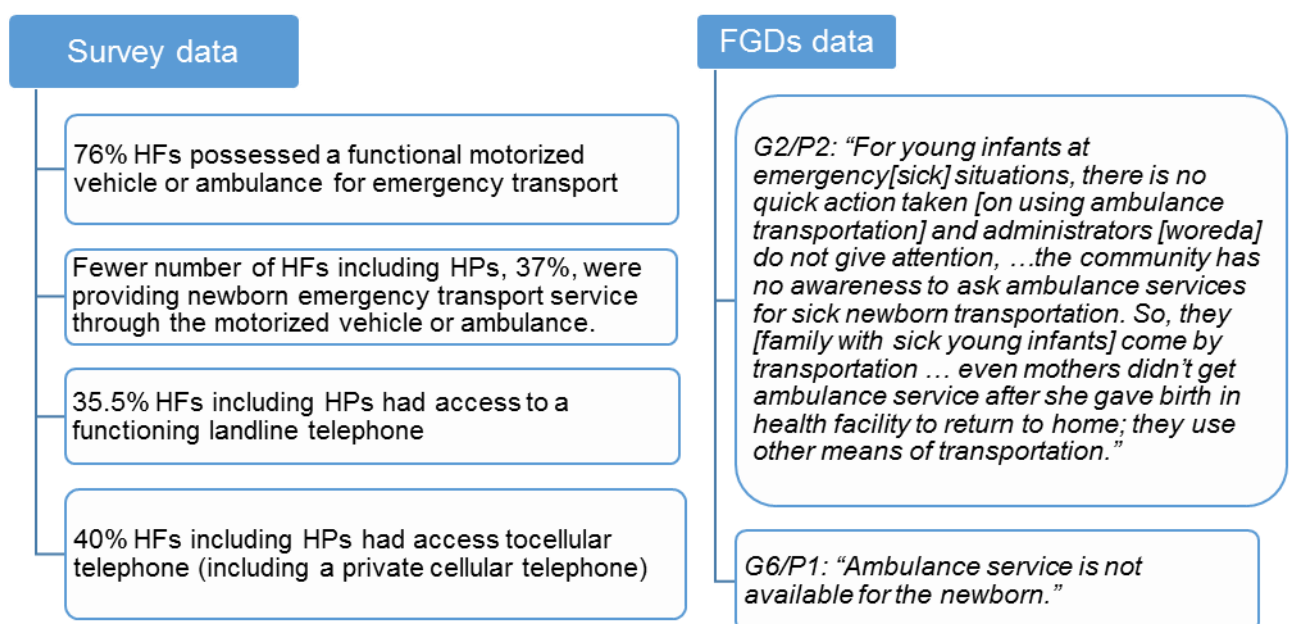 Survey data
76% HFs possessed a functional motorized
vehicle or ambulance for emergency transport
Fewer number of HFs including HPs, 37%, were
providing newborn emergency transport service
through the motorized vehicle or ambulance.
35.5% HFs including HPs had access to a
functioning landline telephone
40% HFs including HPs had access tocellular
telephone (including a private cellular telephone)
FGDs data
G2/P2: “For young infants at
emergency[sick] situations, there is no
quick action taken [on using ambulance
transportation] and administrators [woreda]
do not give attention, …the community has
no awareness to ask ambulance services
for sick newborn transportation. So, they
[family with sick young infants] come by
transportation … even mothers didn’t get
ambulance service after she gave birth in
health facility to return to home; they use
other means of transportation.”
G6/P1: “Ambulance service is not
available for the newborn.”